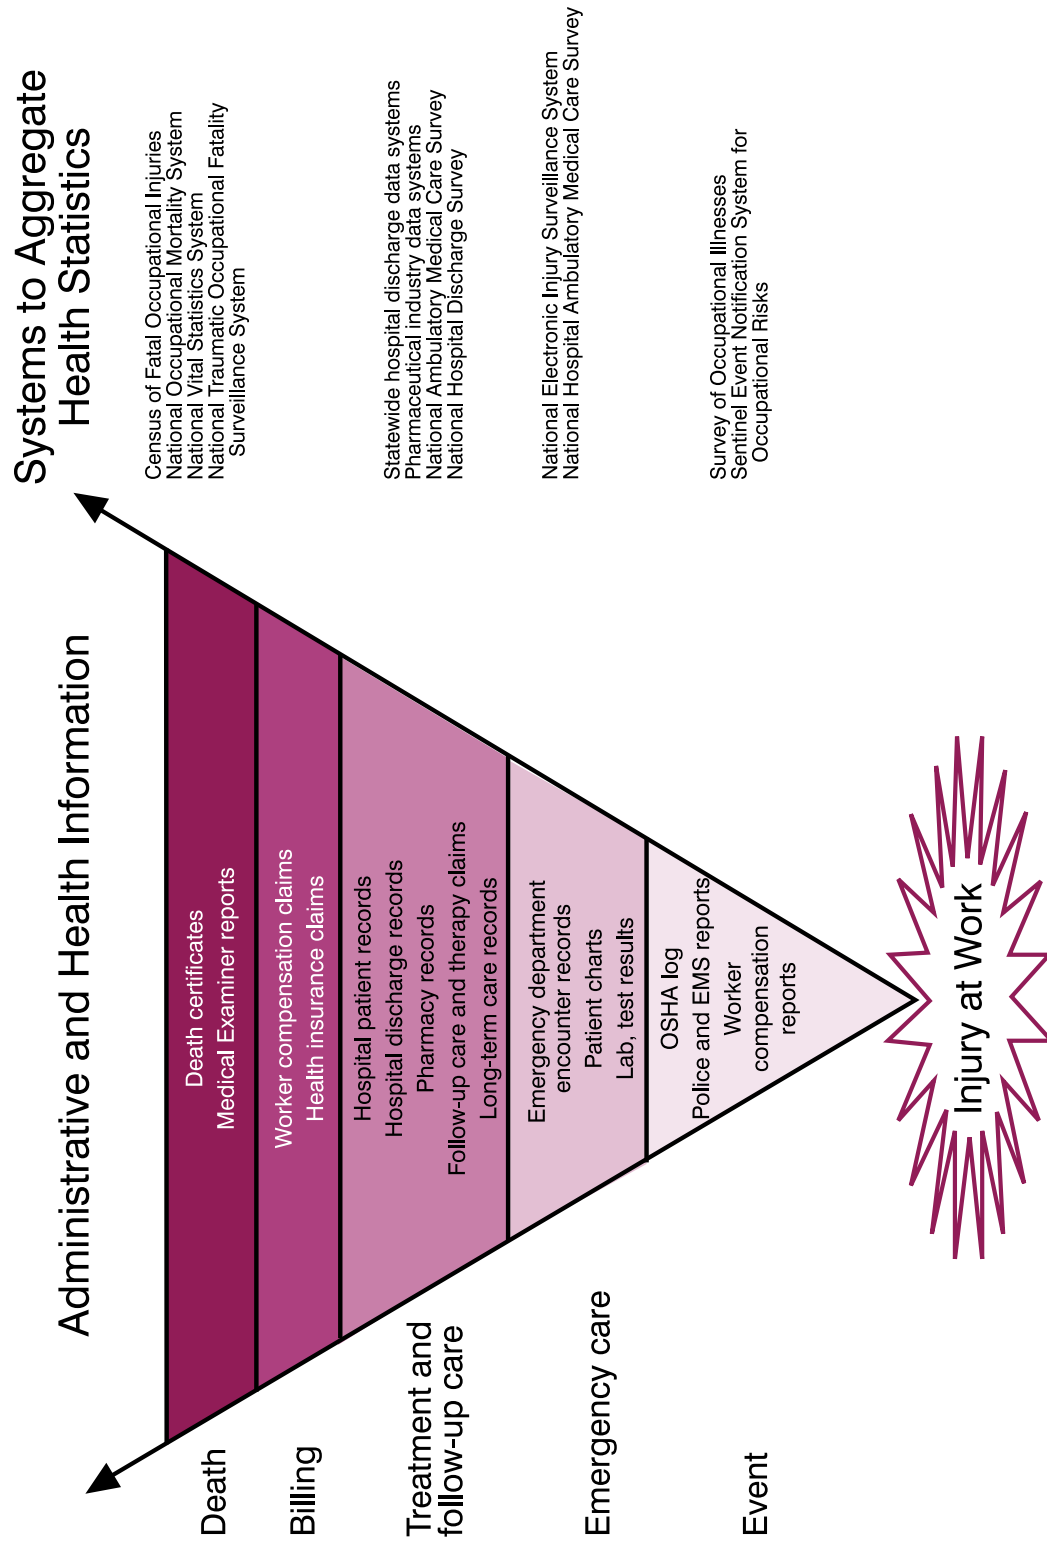 Administrative and Health Information
Systems to Aggregate
Health Statistics
Death
Death certificates
Medical Examiner reports
Census of Fatal Occupational Injuries
National Occupational Mortality System
National Vital Statistics System
National Traumatic Occupational Fatality
Surveillance System
Billing
Worker compensation claims
Health insurance claims
Treatment and
follow-up care
Hospital patient records
Hospital discharge records
Pharmacy records
Follow-up care and therapy claims
Long-term care records
Statewide hospital discharge data systems
Pharmaceutical industry data systems
National Ambulatory Medical Care Survey
National Hospital Discharge Survey
Emergency care
Emergency department
encounter records
Patient charts
Lab, test results
National Electronic Injury Surveillance System
National Hospital Ambulatory Medical Care Survey
Event
OSHA log
Police and EMS reports
Worker
compensation
reports
Survey of Occupational Illnesses
Sentinel Event Notification System for
Occupational Risks
Injury at Work